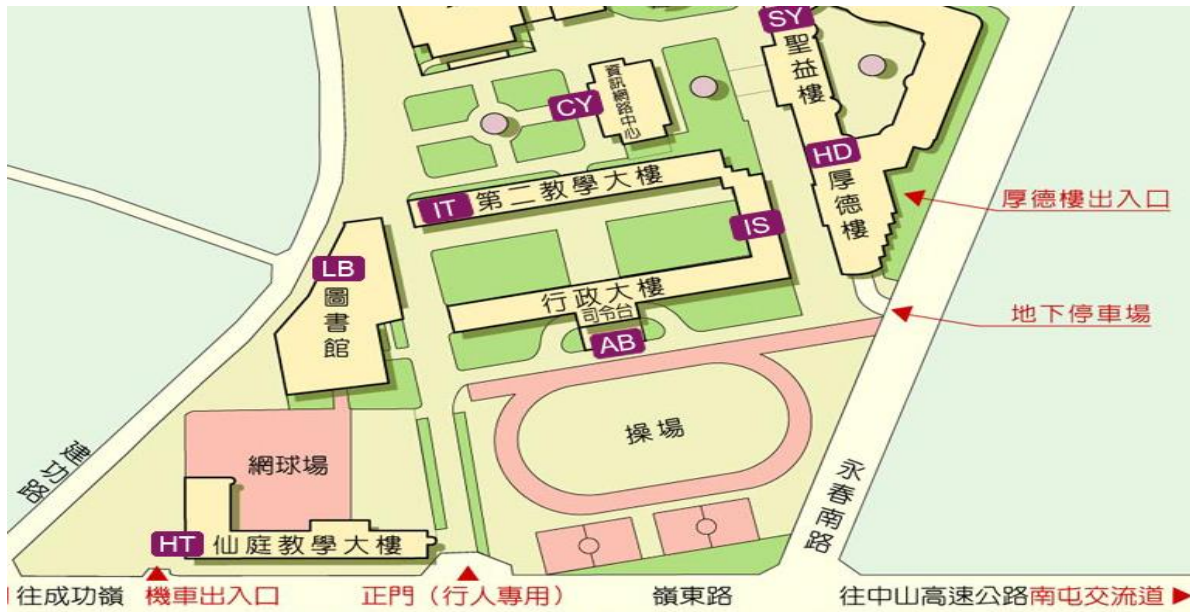 SY
聖益樓
CY
資訊網路中心
HD
厚德樓
厚德樓出入口
IT
第二教學大樓
IS
LB
圖書館
行政大樓
司令台
AB
地下停車場
操場
建功路
網球場
永春南路
HT
仙庭教學大樓
往成功嶺
機車出入口
正門（行人專用）
嶺東路
往中山高速公路南屯交流道